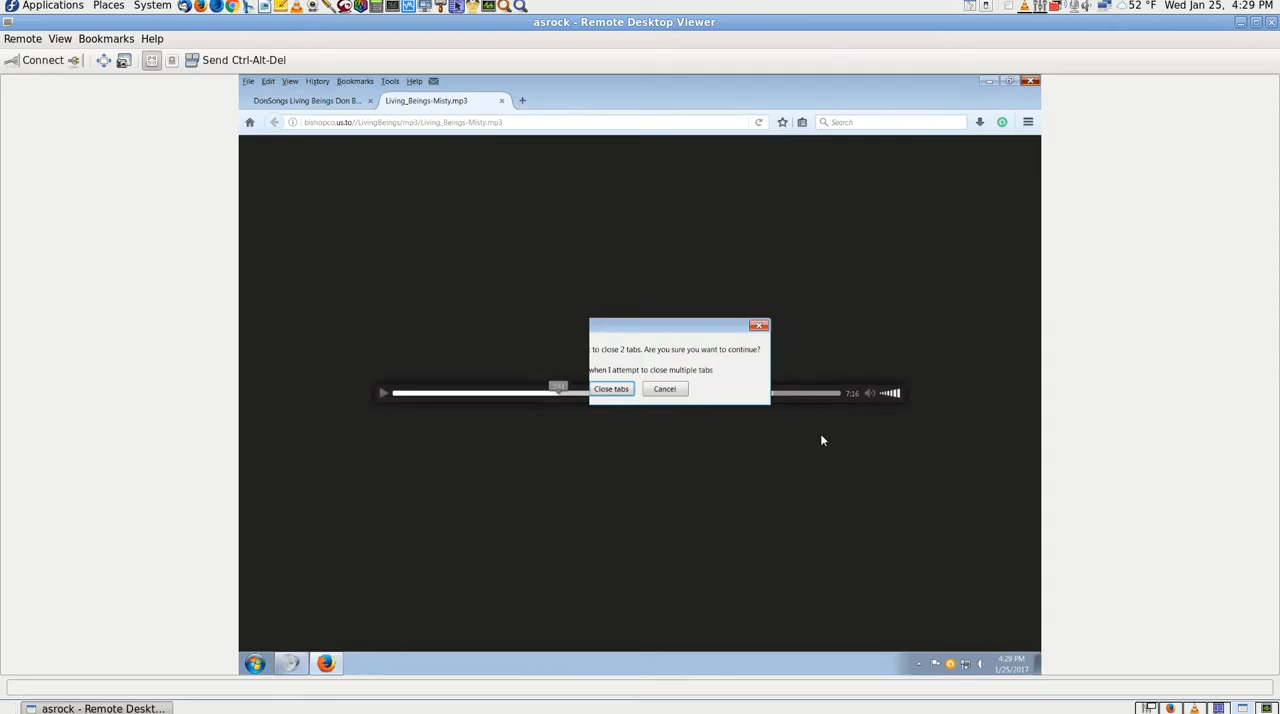 Applications Places System
52 °F Wed Jan 25, 4:29 PM
asrock - Remote Desktop Viewer
Remote View Bookmarks Help
Connect Send Ctrl-Alt-Del
File Edit View History Bookmarks Tools Help
DonSongs Living Beings Don B... Living_Beings-Misty.mp3
bishopco.us.to//LivingBeings/mp3/Living_Beings-Misty.mp3 Search
to close 2 tabs. Are you sure you want to continue?
when I attempt to close multiple tabs
Close tabs Cancel
7:16
4:29 PM
1/25/2017
asrock - Remote Deskt...